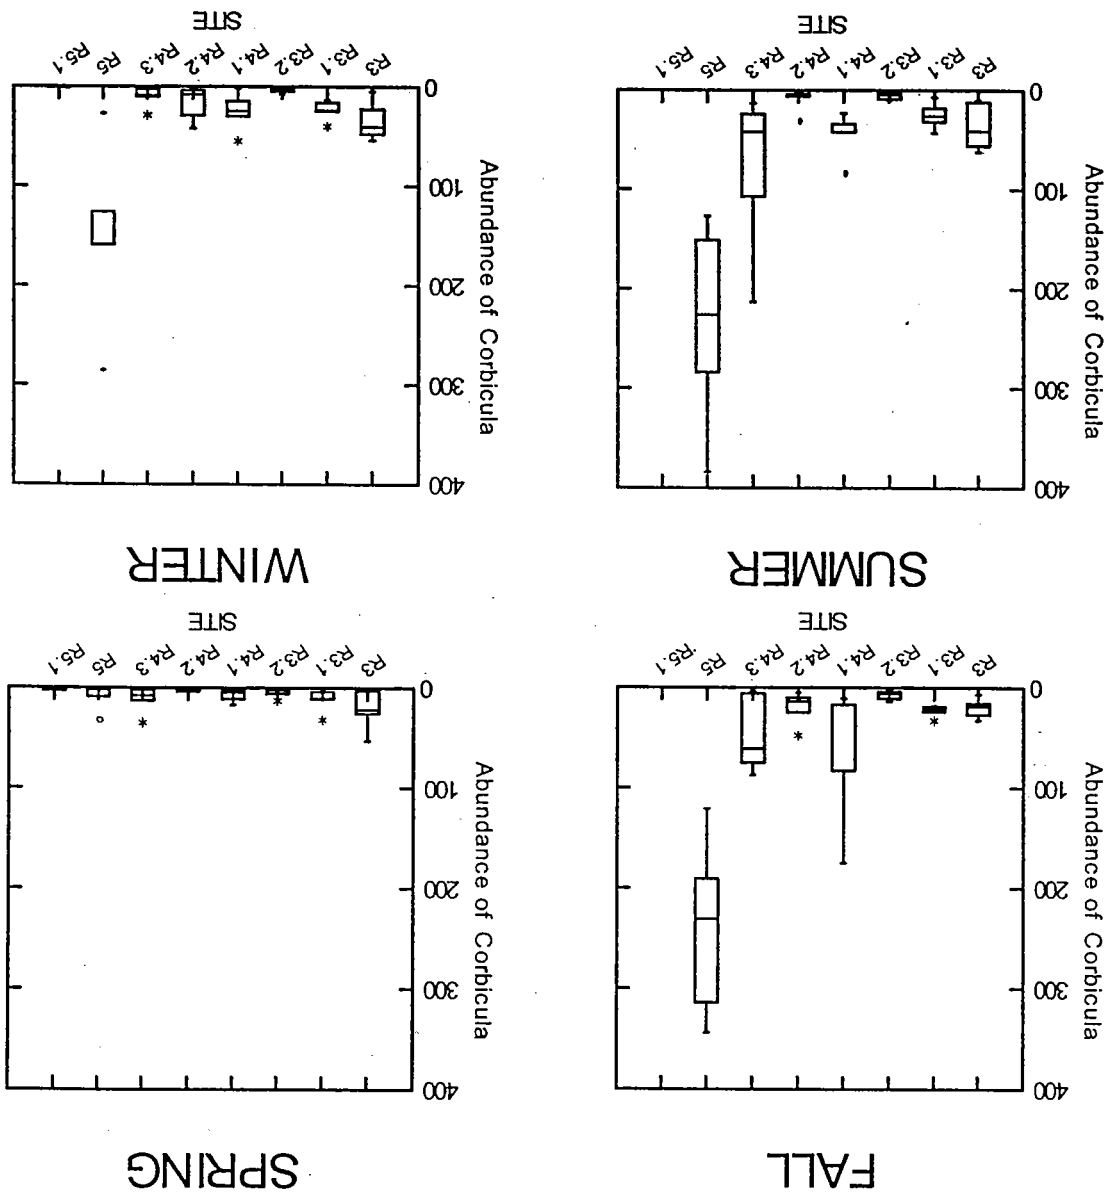 FALL
Abundance of Corbicula
400
300
200
100
0
R3 R3.1 R3.2 R4.1 R4.2 R4.3 R5 R5.1
SITE
SPRING
Abundance of Corbicula
400
300
200
100
0
R3 R3.1 R3.2 R4.1 R4.2 R4.3 R5 R5.1
SITE
SUMMER
Abundance of Corbicula
400
300
200
100
0
R3 R3.1 R3.2 R4.1 R4.2 R4.3 R5 R5.1
SITE
WINTER
Abundance of Corbicula
400
300
200
100
0
R3 R3.1 R3.2 R4.1 R4.2 R4.3 R5 R5.1
SITE